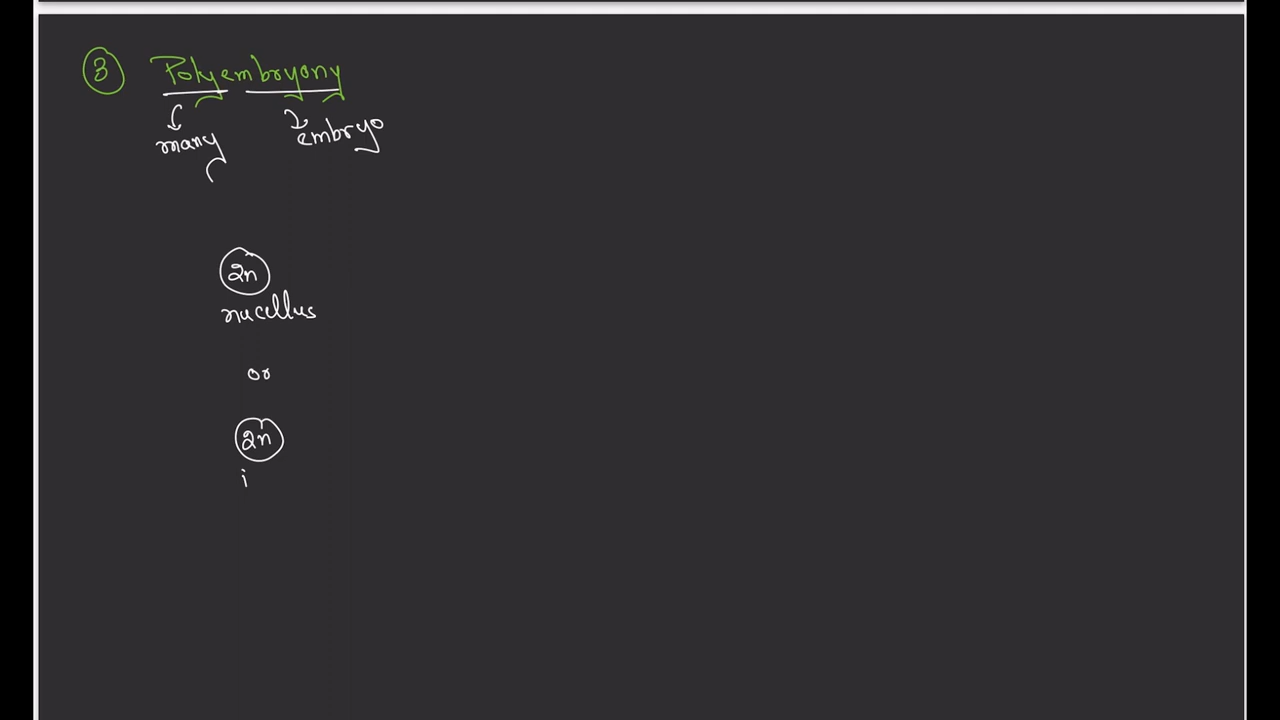 3 Polyembryony
many embryo
2n
nucellus
or
2n
i